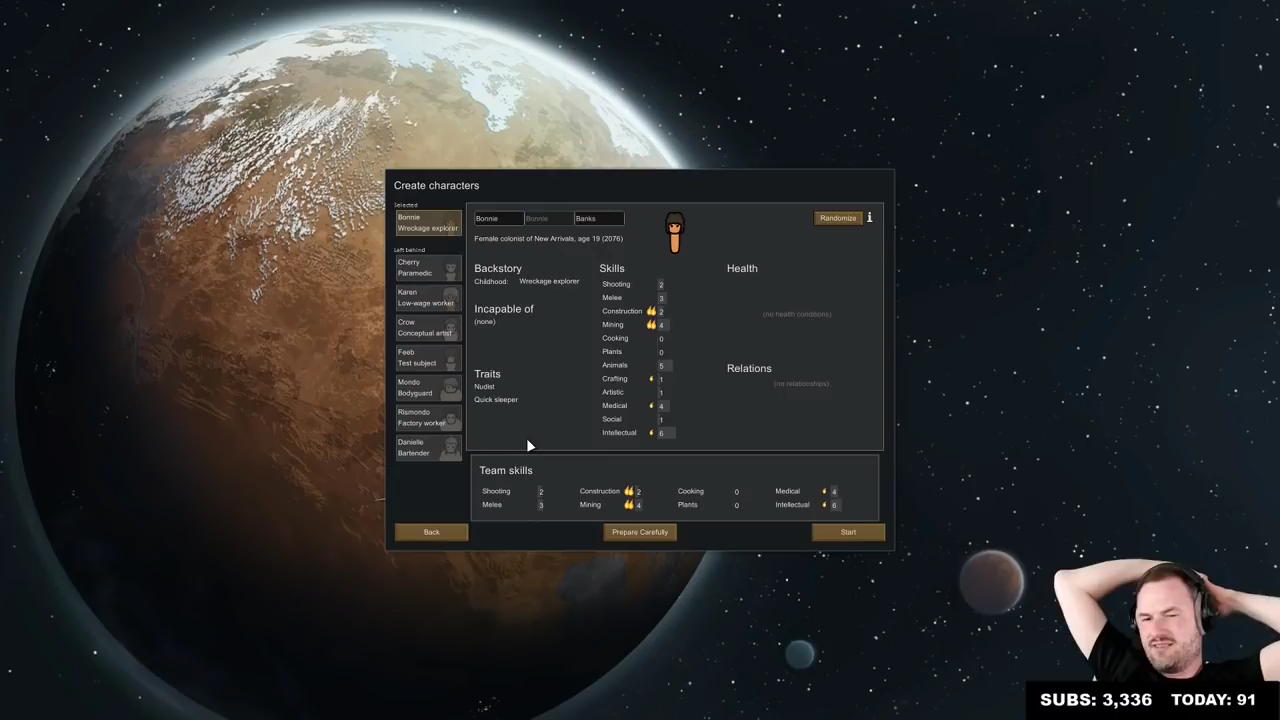 Create characters
Selected
Bonnie
Wreckage explorer
Left behind
Cherry
Paramedic
Karen
Low-wage worker
Crow
Conceptual artist
Feeb
Test subject
Mondo
Bodyguard
Rismondo
Factory worker
Danielle
Bartender
Bonnie Bonnie Banks
Randomize i
Female colonist of New Arrivals, age 19 (2076)
Backstory
Childhood: Wreckage explorer
Incapable of
(none)
Traits
Nudist
Quick sleeper
Skills
Shooting 2
Melee 3
Construction 2
Mining 4
Cooking 0
Plants 0
Animals 5
Crafting 1
Artistic 1
Medical 4
Social 1
Intellectual 6
Health
(no health conditions)
Relations
(no relationships)
Team skills
Shooting 2 Construction 2 Cooking 0 Medical 4
Melee 3 Mining 4 Plants 0 Intellectual 6
Back Prepare Carefully Start
SUBS: 3,336 TODAY: 91